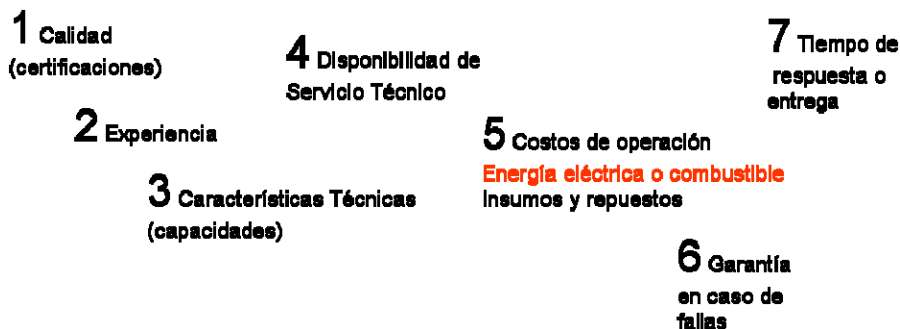 1 Calidad
(certificaciones)
2 Experiencia
3 Características Técnicas
(capacidades)
4 Disponibilidad de
Servicio Técnico
5 Costos de operación
Energía eléctrica o combustible
Insumos y repuestos
6 Garantía
en caso de
fallas
7 Tiempo de
respuesta o
entrega